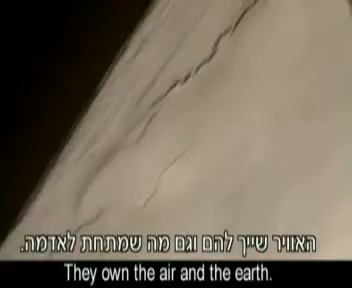 האוויר שייך להם וגם מה שמתחת לאדמה.
They own the air and the earth.